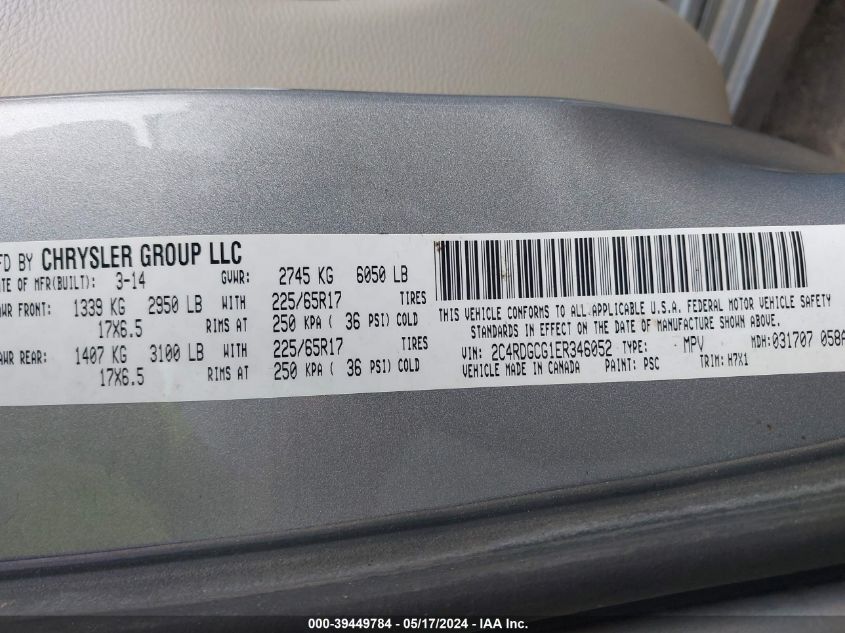 FD BY CHRYSLER GROUP LLC
ATE OF MFR(BUILT): 3-14 GVWR: 2745 KG 6050 LB
AWR FRONT: 1339 KG 2950 LB WITH 225/65R17 TIRES
17X6.5 RIMS AT 250 KPA ( 36 PSI) COLD
AWR REAR: 1407 KG 3100 LB WITH 225/65R17 TIRES
17X6.5 RIMS AT 250 KPA ( 36 PSI) COLD
THIS VEHICLE CONFORMS TO ALL APPLICABLE U.S.A. FEDERAL MOTOR VEHICLE SAFETY
STANDARDS IN EFFECT ON THE DATE OF MANUFACTURE SHOWN ABOVE.
VIN: 2C4RDGCG1ER346052 TYPE: MPV MDH: 031707 058A
VEHICLE MADE IN CANADA PAINT: PSC TRIM: H7X1
000-39449784 - 05/17/2024 - IAA Inc.